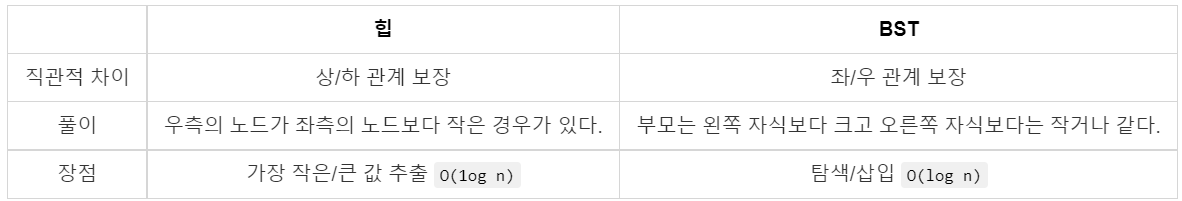 힙 BST
직관적 차이 상/하 관계 보장 좌/우 관계 보장
풀이 우측의 노드가 좌측의 노드보다 작은 경우가 있다. 부모는 왼쪽 자식보다 크고 오른쪽 자식보다는 작거나 같다.
장점 가장 작은/큰 값 추출 O(1og n) 탐색/삽입 O(log n)